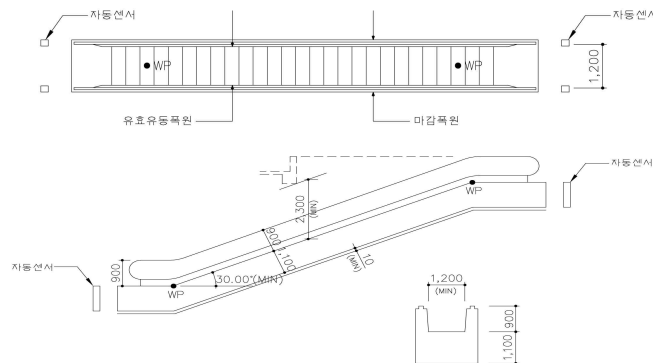 자동센서
자동센서
WP
WP
1,200
유효유동폭원
마감폭원
자동센서
WP
2,300
(MIN)
900
1,100
10
(MIN)
900
30.00°(MIN)
자동센서
WP
1,200
(MIN)
900
1,100